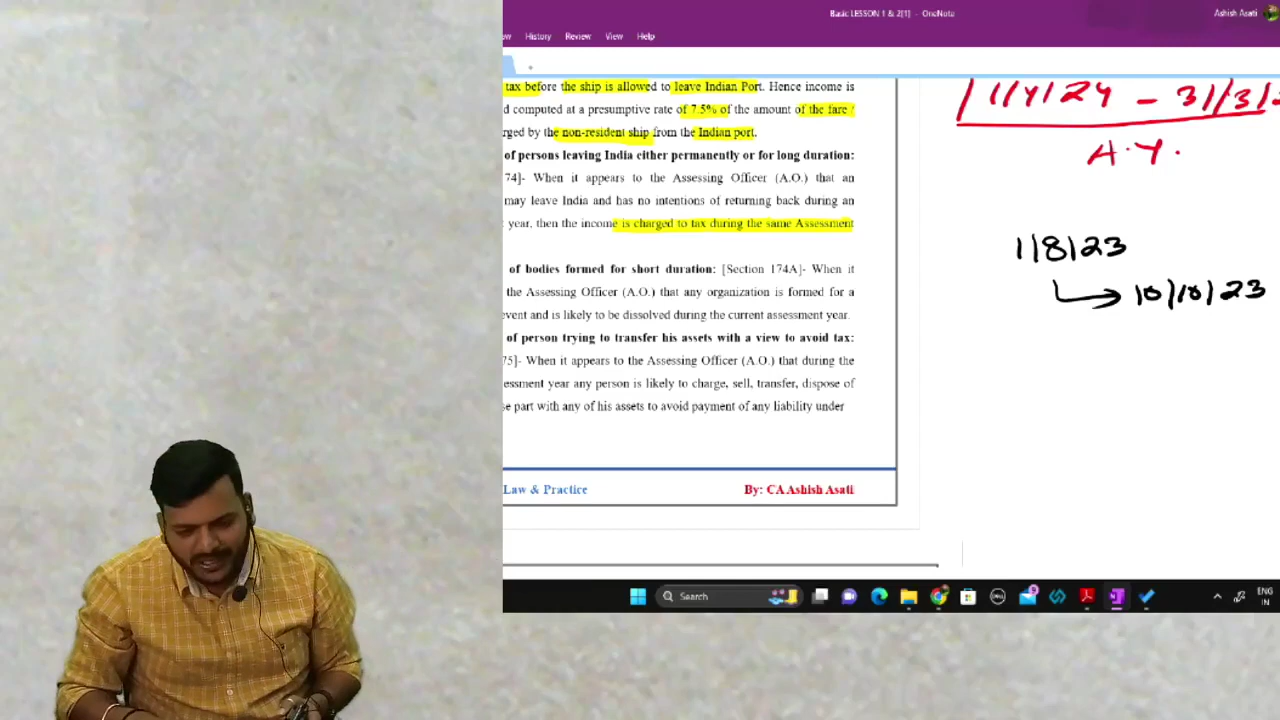 Basic LESSON 1 & 2[1] - OneNote
Ashish Asati
History Review View Help
tax before the ship is allowed to leave Indian Port. Hence income is
d computed at a presumptive rate of 7.5% of the amount of the fare /
rged by the non-resident ship from the Indian port.
of persons leaving India either permanently or for long duration:
74]- When it appears to the Assessing Officer (A.O.) that an
may leave India and has no intentions of returning back during an
year, then the income is charged to tax during the same Assessment
of bodies formed for short duration: [Section 174A]- When it
the Assessing Officer (A.O.) that any organization is formed for a
event and is likely to be dissolved during the current assessment year.
of person trying to transfer his assets with a view to avoid tax:
75]- When it appears to the Assessing Officer (A.O.) that during the
essment year any person is likely to charge, sell, transfer, dispose of
se part with any of his assets to avoid payment of any liability under
Law & Practice
By: CA Ashish Asati
1/4/24 - 31/3/2
A.Y.
1/8/23
10/10/23
Search
ENG
IN